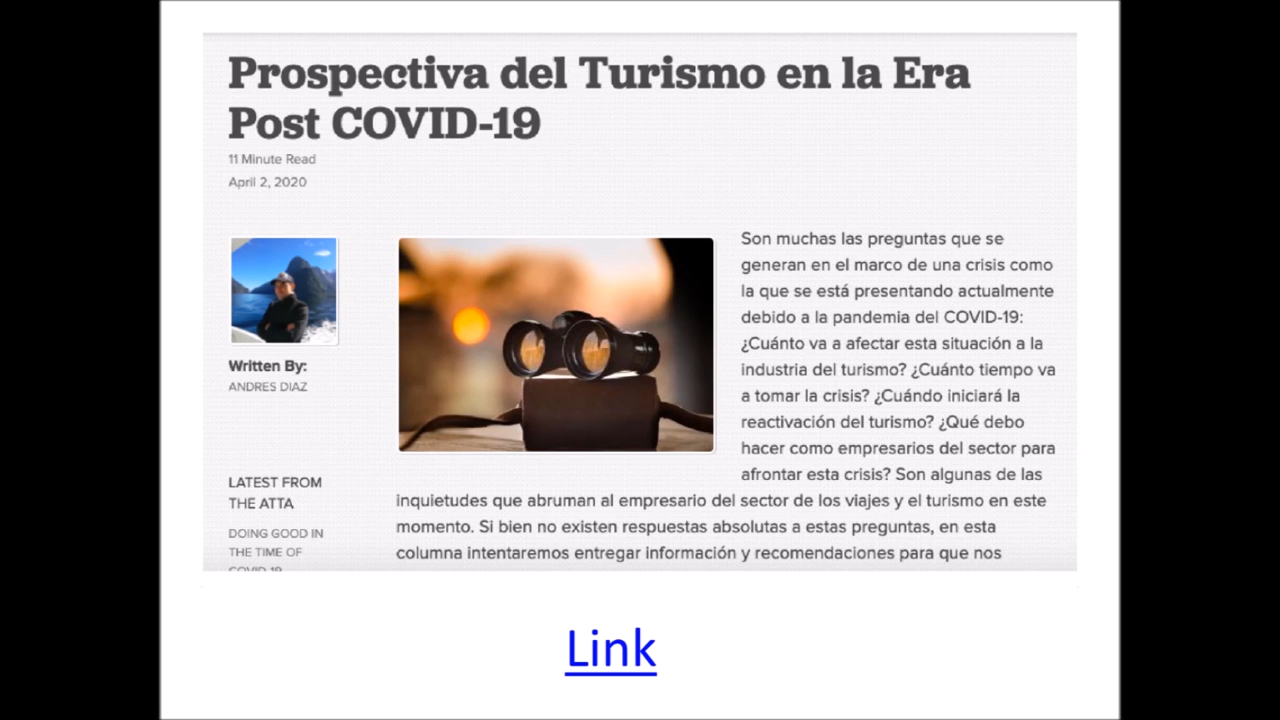 Prospectiva del Turismo en la Era
Post COVID-19
11 Minute Read
April 2, 2020
Written By:
ANDRES DIAZ
LATEST FROM
THE ATTA
DOING GOOD IN
THE TIME OF
COVID-19
Son muchas las preguntas que se
generan en el marco de una crisis como
la que se está presentando actualmente
debido a la pandemia del COVID-19:
¿Cuánto va a afectar esta situación a la
industria del turismo? ¿Cuánto tiempo va
a tomar la crisis? ¿Cuándo iniciará la
reactivación del turismo? ¿Qué debo
hacer como empresarios del sector para
afrontar esta crisis? Son algunas de las
inquietudes que abruman al empresario del sector de los viajes y el turismo en este
momento. Si bien no existen respuestas absolutas a estas preguntas, en esta
columna intentaremos entregar información y recomendaciones para que nos
Link